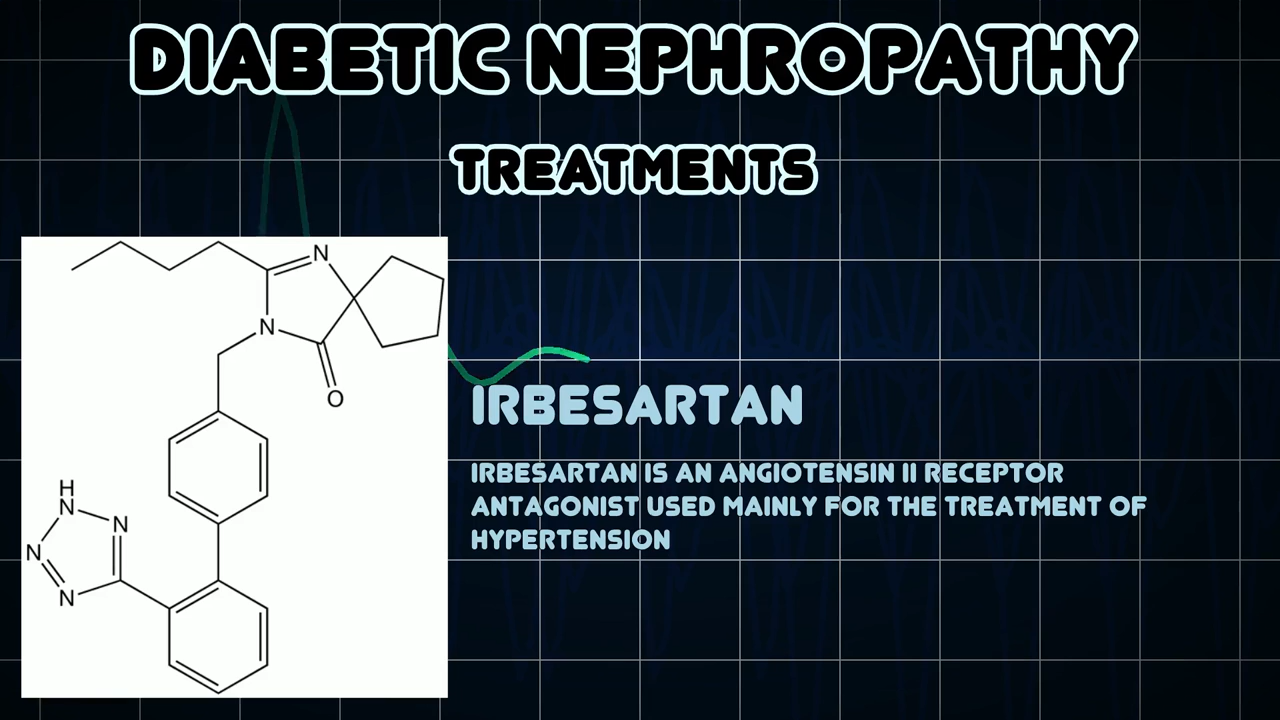 DIABETIC NEPHROPATHY
TREATMENTS
N
N
O
H
N
N
N
N
IRBESARTAN
IRBESARTAN IS AN ANGIOTENSIN II RECEPTOR
ANTAGONIST USED MAINLY FOR THE TREATMENT OF
HYPERTENSION